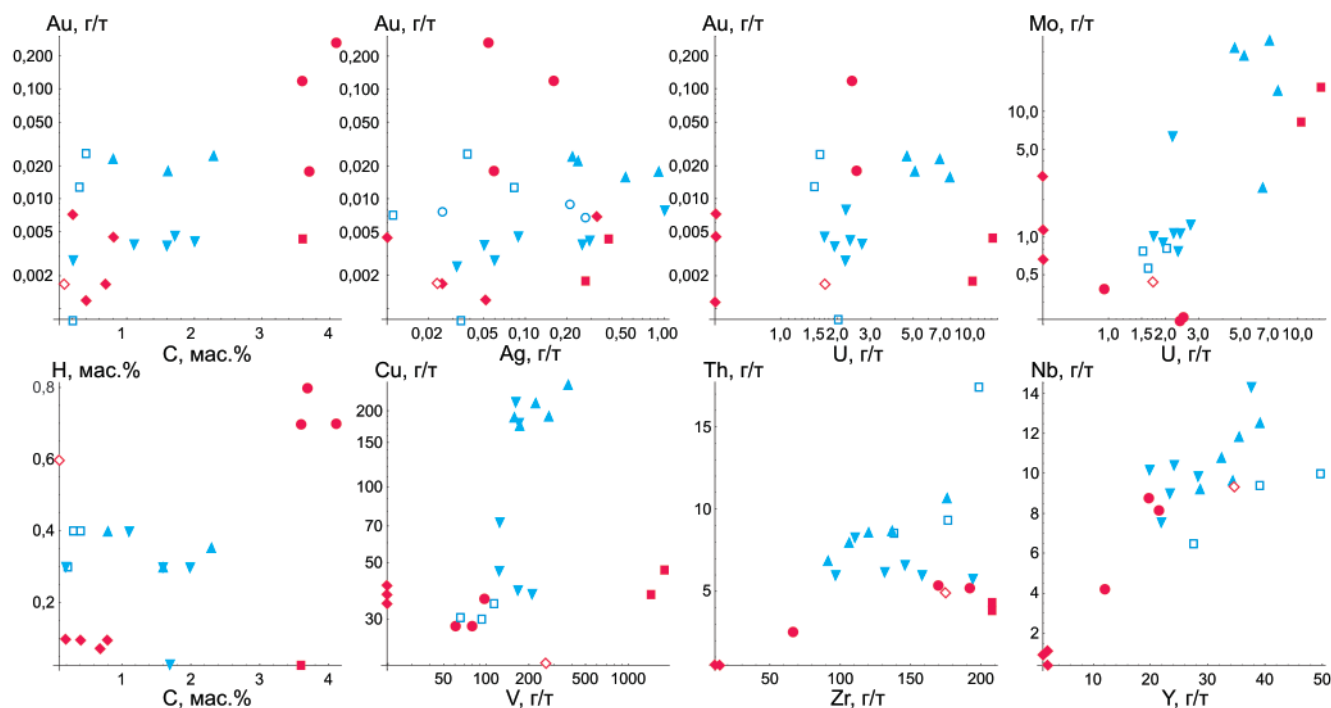 Au, г/т
0,200
0,100
0,050
0,020
0,010
0,005
0,002
1 2 3 4
C, мас.%
Au, г/т
0,200
0,100
0,050
0,020
0,010
0,005
0,002
0,02 0,05 0,10 0,20 0,50 1,00
Ag, г/т
Au, г/т
0,200
0,100
0,050
0,020
0,010
0,005
0,002
1,0 1,5 2,0 3,0 5,0 7,0 10,0
U, г/т
Mo, г/т
10,0
5,0
1,0
0,5
1,0 1,5 2,0 3,0 5,0 7,0 10,0
U, г/т
H, мас.%
0,8
0,6
0,4
0,2
1 2 3 4
C, мас.%
Cu, г/т
200
150
100
70
50
30
50 100 200 500 1000
V, г/т
Th, г/т
15
10
5
50 100 150 200
Zr, г/т
Nb, г/т
14
12
10
8
6
4
2
10 20 30 40 50
Y, г/т